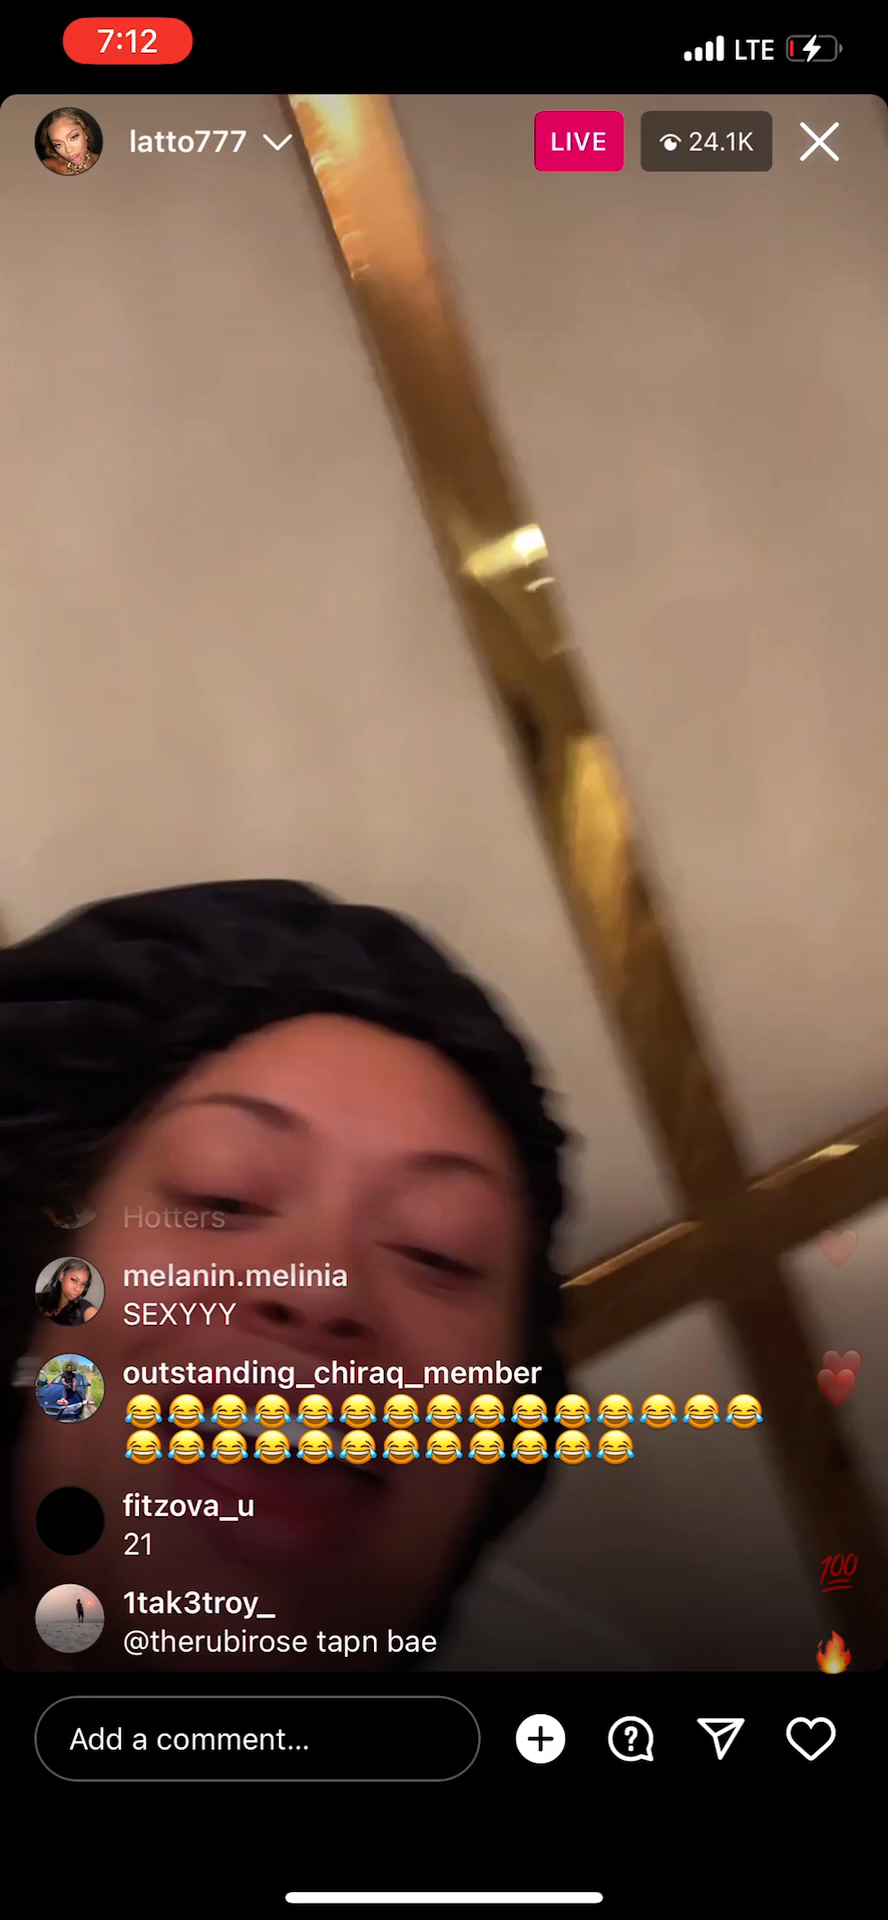 7:12
LTE
latto777
LIVE
24.1K
Hotters
melanin.melinia
SEXYYY
outstanding_chiraq_member
😂😂😂😂😂😂😂😂😂😂😂😂😂😂😂
😂😂😂😂😂😂😂😂😂😂😂😂
fitzova_u
21
1tak3troy_
@therubirose tapn bae
💯
Add a comment...